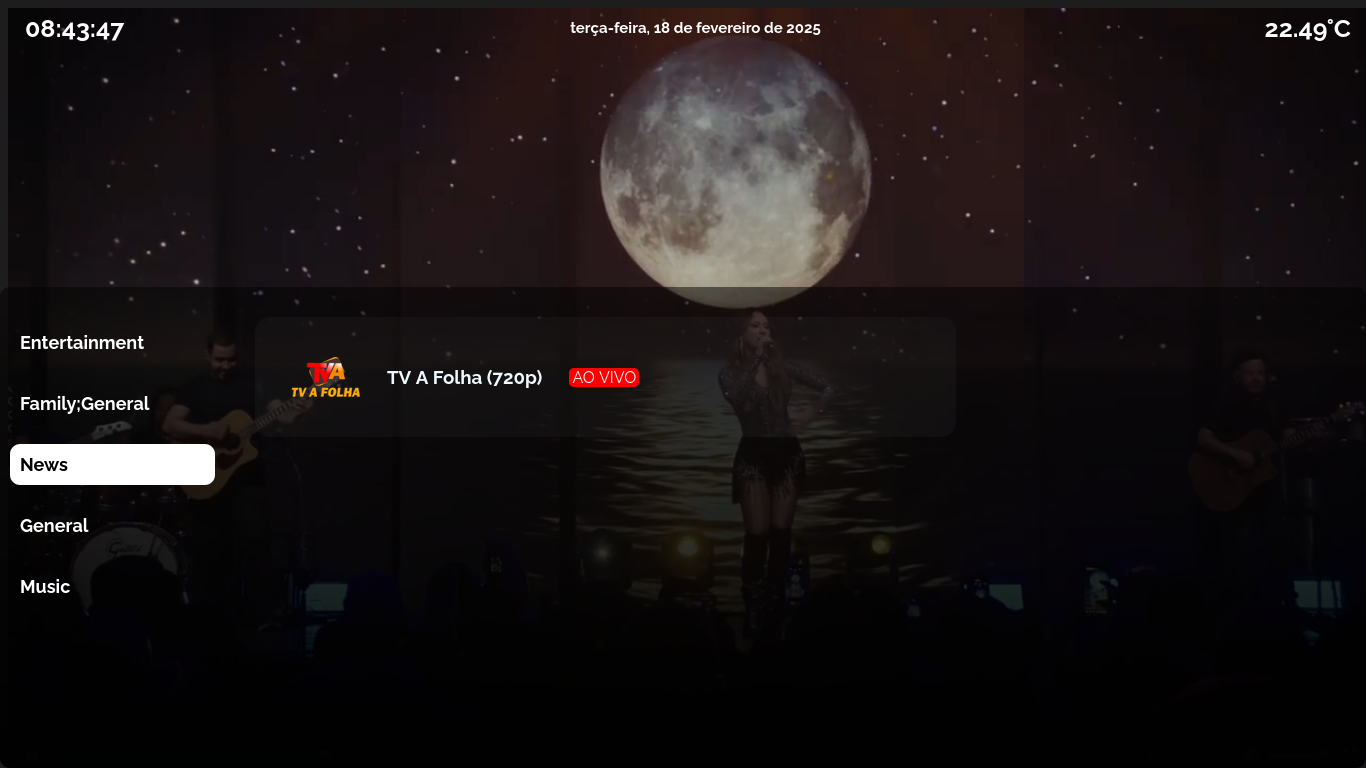 08:43:47
terça-feira, 18 de fevereiro de 2025
22.49°C
Entertainment
Family;General
News
General
Music
TVA
TV A FOLHA
TV A Folha (720p)
AO VIVO